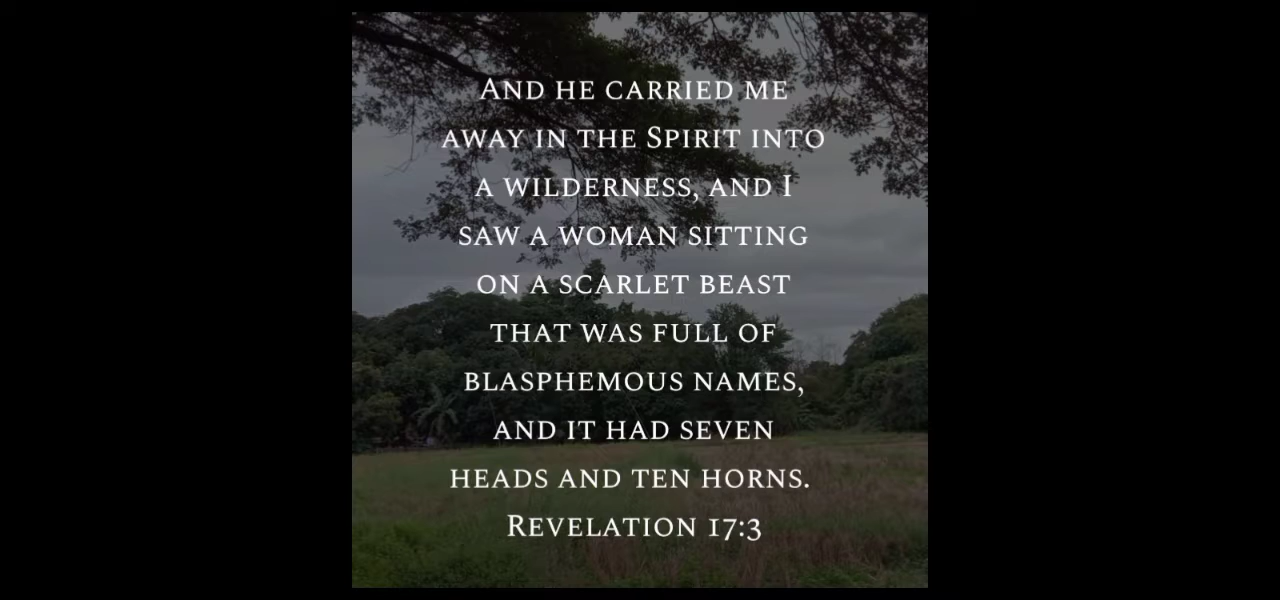 And he carried me
away in the Spirit into
a wilderness, and I
saw a woman sitting
on a scarlet beast
that was full of
blasphemous names,
and it had seven
heads and ten horns.
Revelation 17:3